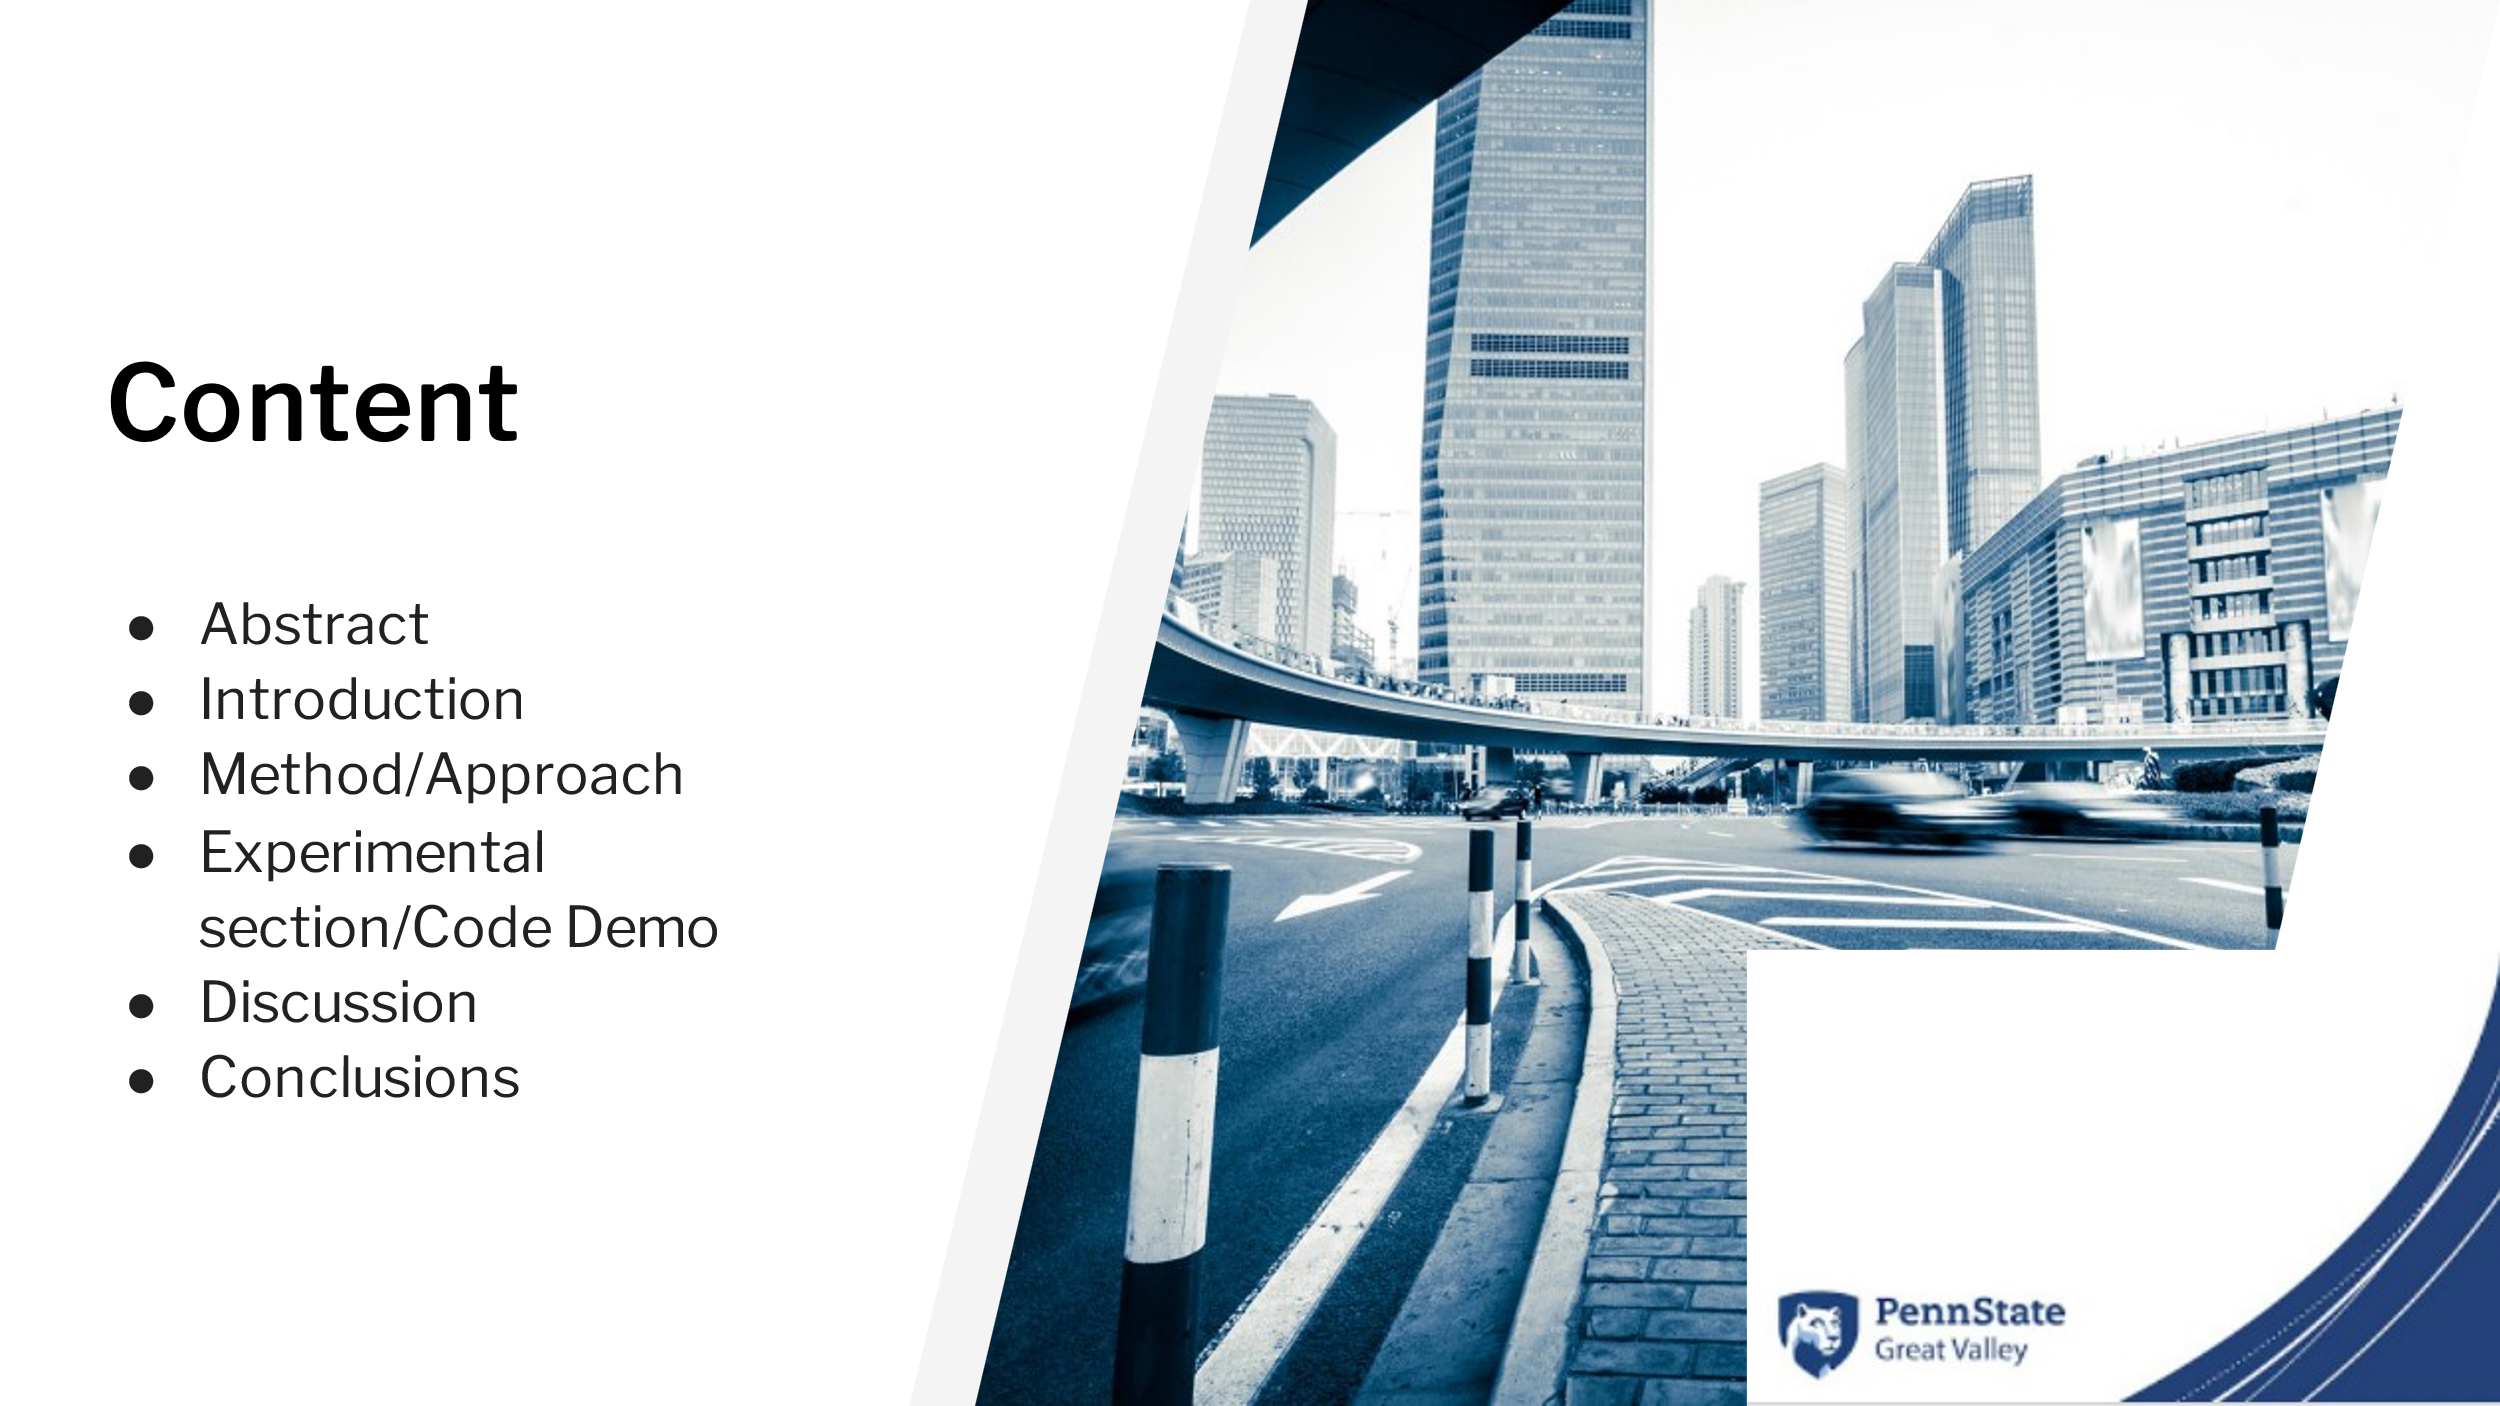 Content
● Abstract
● Introduction
● Method/Approach
● Experimental
section/Code Demo
● Discussion
● Conclusions
PennState
Great Valley